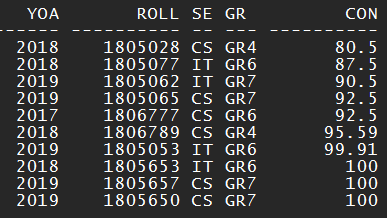 YOA ROLL SE GR CON
------ ---------- -- --- ----------
2018 1805028 CS GR4 80.5
2018 1805077 IT GR6 87.5
2019 1805062 IT GR7 90.5
2019 1805065 CS GR7 92.5
2017 1806777 CS GR6 92.5
2018 1806789 CS GR4 95.59
2019 1805053 IT GR6 99.91
2018 1805653 IT GR6 100
2019 1805657 CS GR7 100
2019 1805650 CS GR7 100